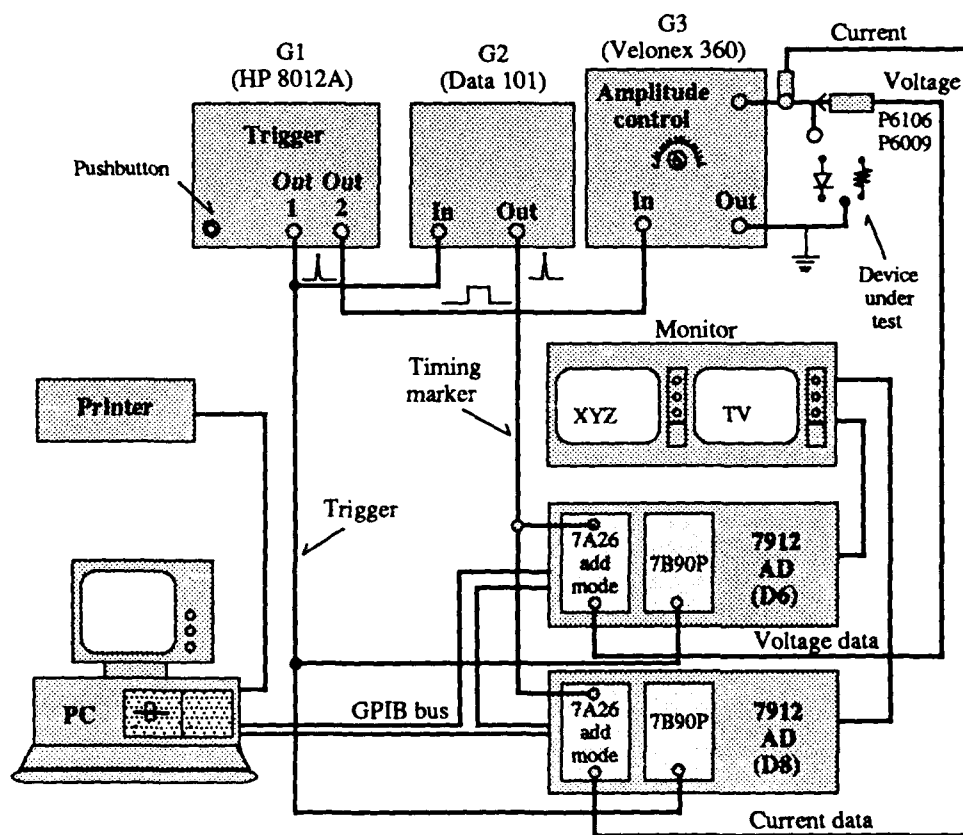 G1
(HP 8012A)
G2
(Data 101)
G3
(Velonex 360)
Current
Voltage
P6106
P6009
Trigger
Pushbutton
Out
1
Out
2
In
Out
Amplitude
control
In
Out
Device
under
test
Timing
marker
Monitor
XYZ
TV
Printer
Trigger
7A26
add
mode
7B90P
7912
AD
(D6)
Voltage data
PC
GPIB bus
7A26
add
mode
7B90P
7912
AD
(D8)
Current data